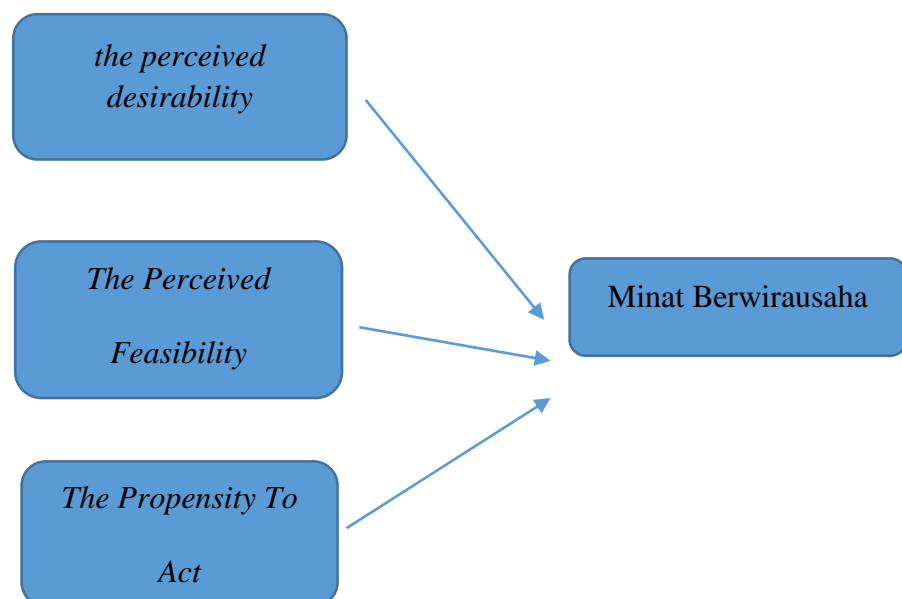 the perceived
desirability
The Perceived
Feasibility
Minat Berwirausaha
The Propensity To
Act